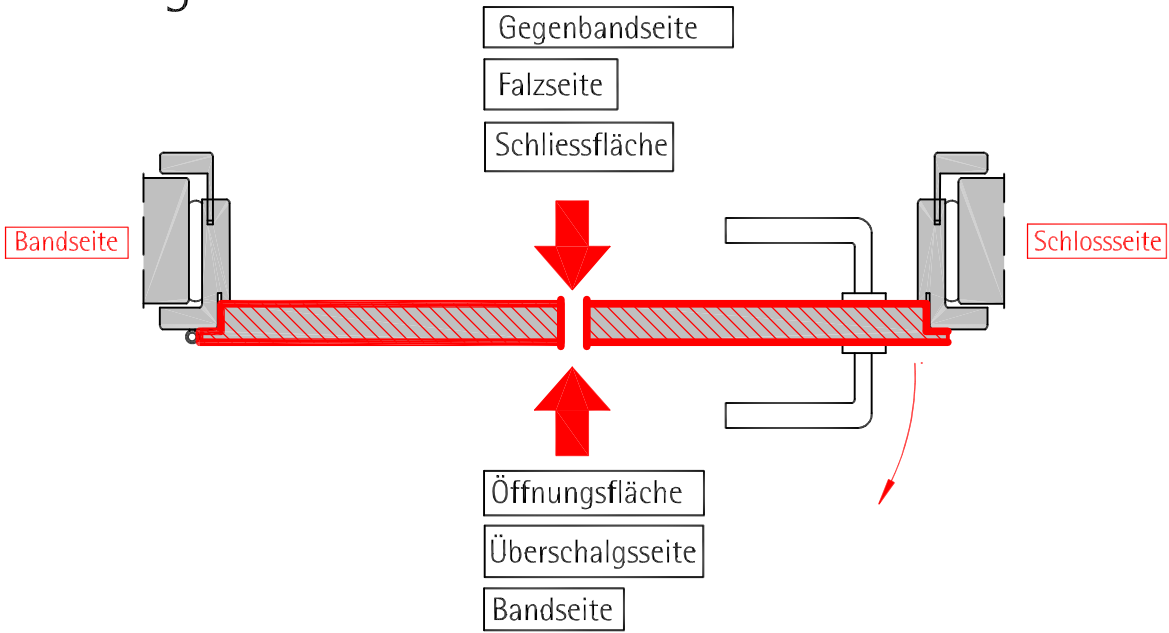 Gegenbandseite
Falzseite
Schliessfläche
Bandseite
Schlossseite
Öffnungsfläche
Überschalgsseite
Bandseite